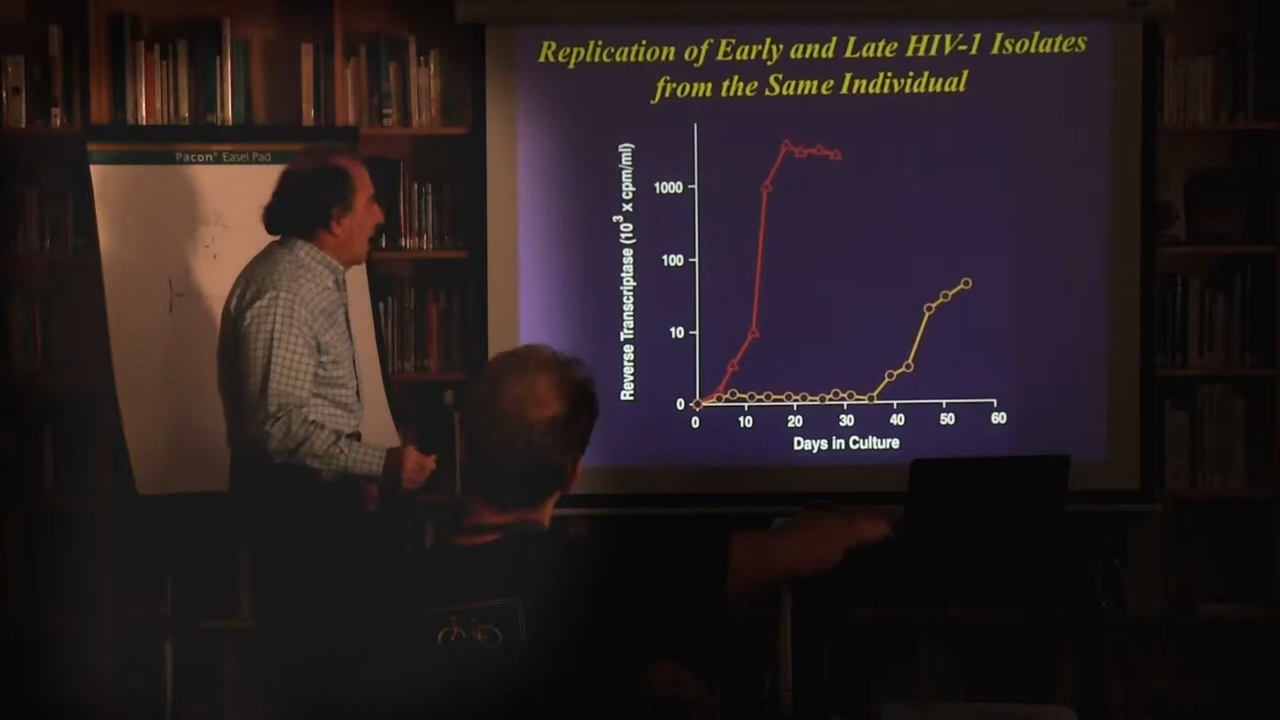 Replication of Early and Late HIV-1 Isolates
from the Same Individual
Pacon® Easel Pad
Reverse Transcriptase (10³ x cpm/ml)
1000
100
10
0
0 10 20 30 40 50 60
Days in Culture